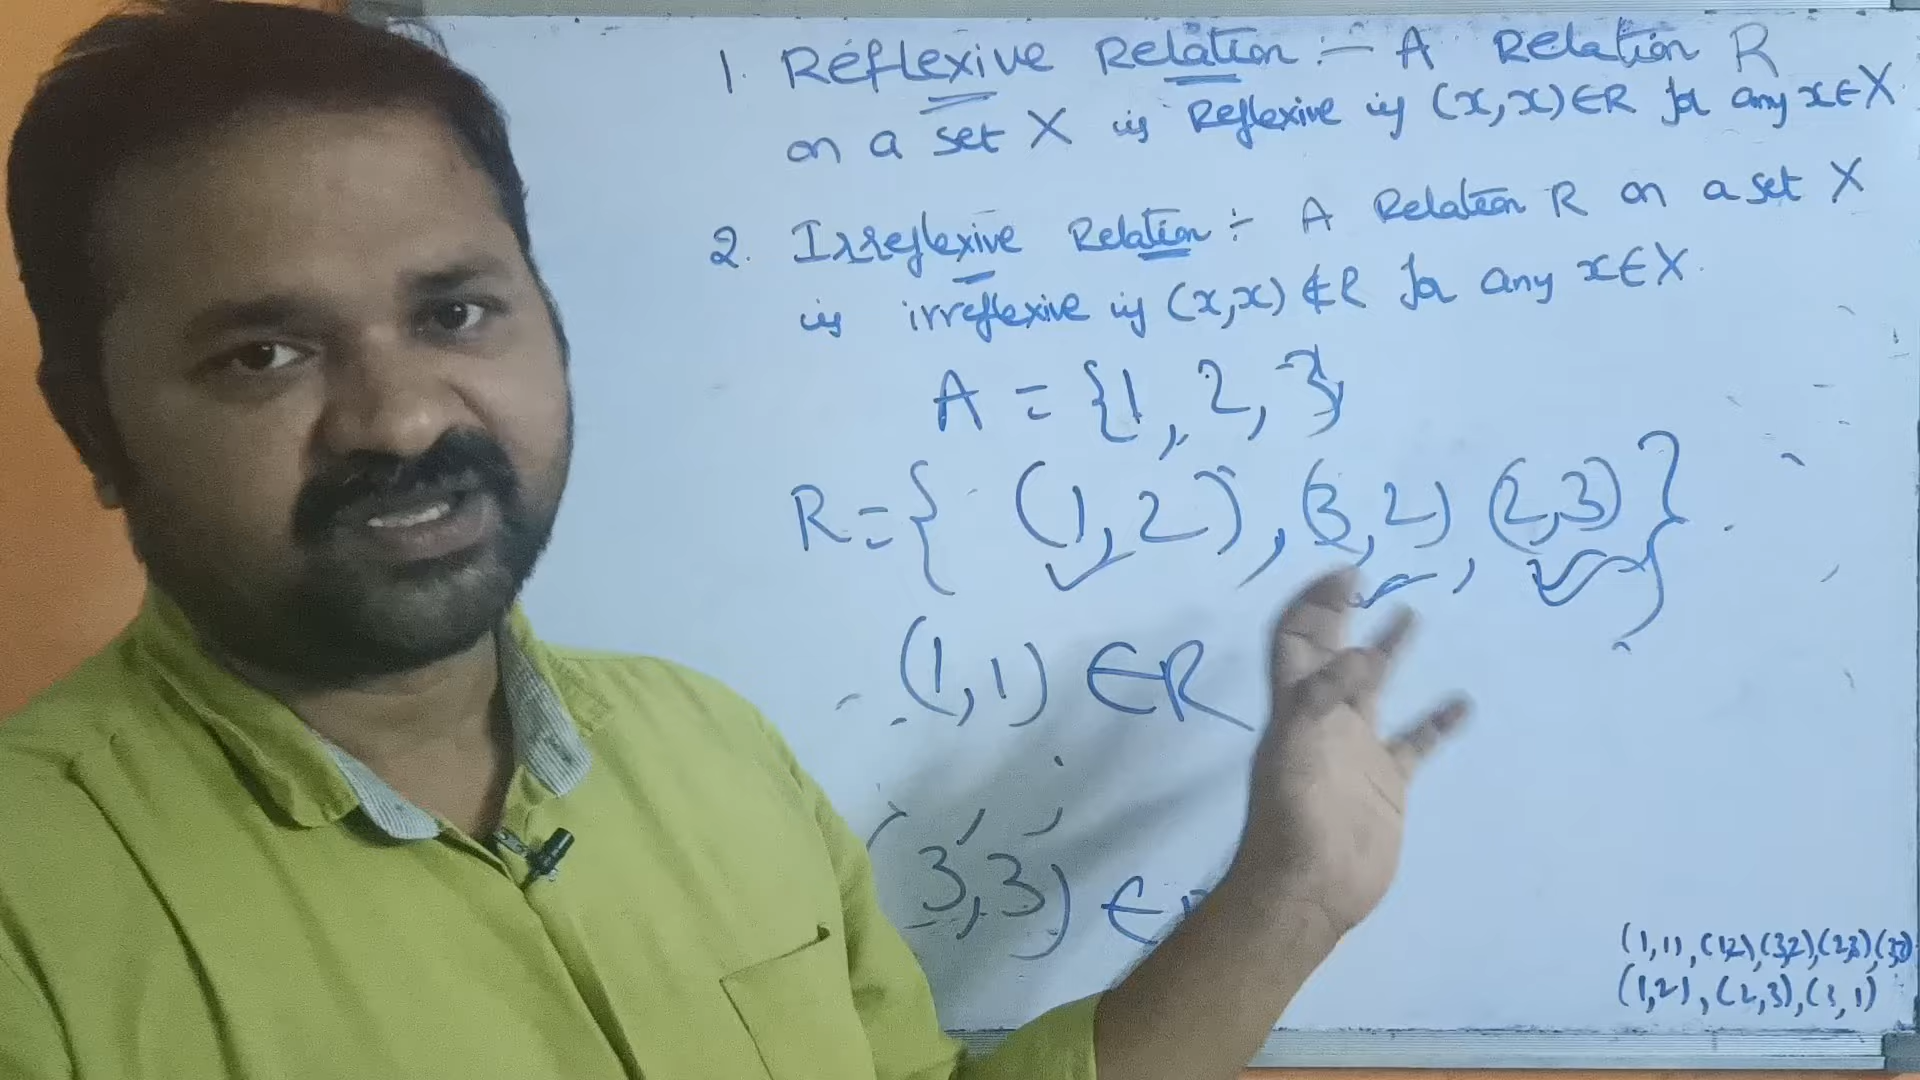 1. Reflexive Relation :- A Relation R
on a set X is Reflexive if (x,x)∈R for any x∈X.
2. Irreflexive Relation :- A Relation R on a set X
is irreflexive if (x,x) ∉R for any x∈X.
A = {1, 2, 3}
R = { (1,2), (3,2), (2,3) }
(1,1) ∈R
3,3) ∈
(1,1), (1,2), (3,2), (2,3)
(1,2), (2,3), (3,1)